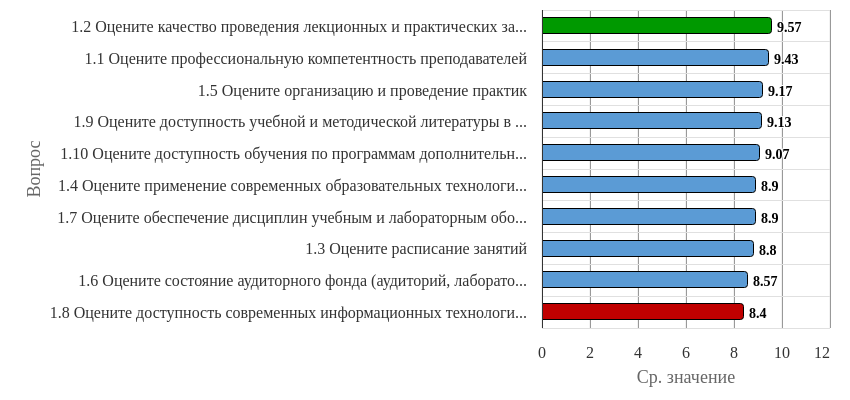 1.2 Оцените качество проведения лекционных и практических за...
9.57
1.1 Оцените профессиональную компетентность преподавателей
9.43
1.5 Оцените организацию и проведение практик
9.17
1.9 Оцените доступность учебной и методической литературы в ...
9.13
1.10 Оцените доступность обучения по программам дополнительн...
9.07
1.4 Оцените применение современных образовательных технологи...
8.9
1.7 Оцените обеспечение дисциплин учебным и лабораторным обо...
8.9
1.3 Оцените расписание занятий
8.8
1.6 Оцените состояние аудиторного фонда (аудиторий, лаборато...
8.57
1.8 Оцените доступность современных информационных технологи...
8.4
Вопрос
0 2 4 6 8 10 12
Ср. значение